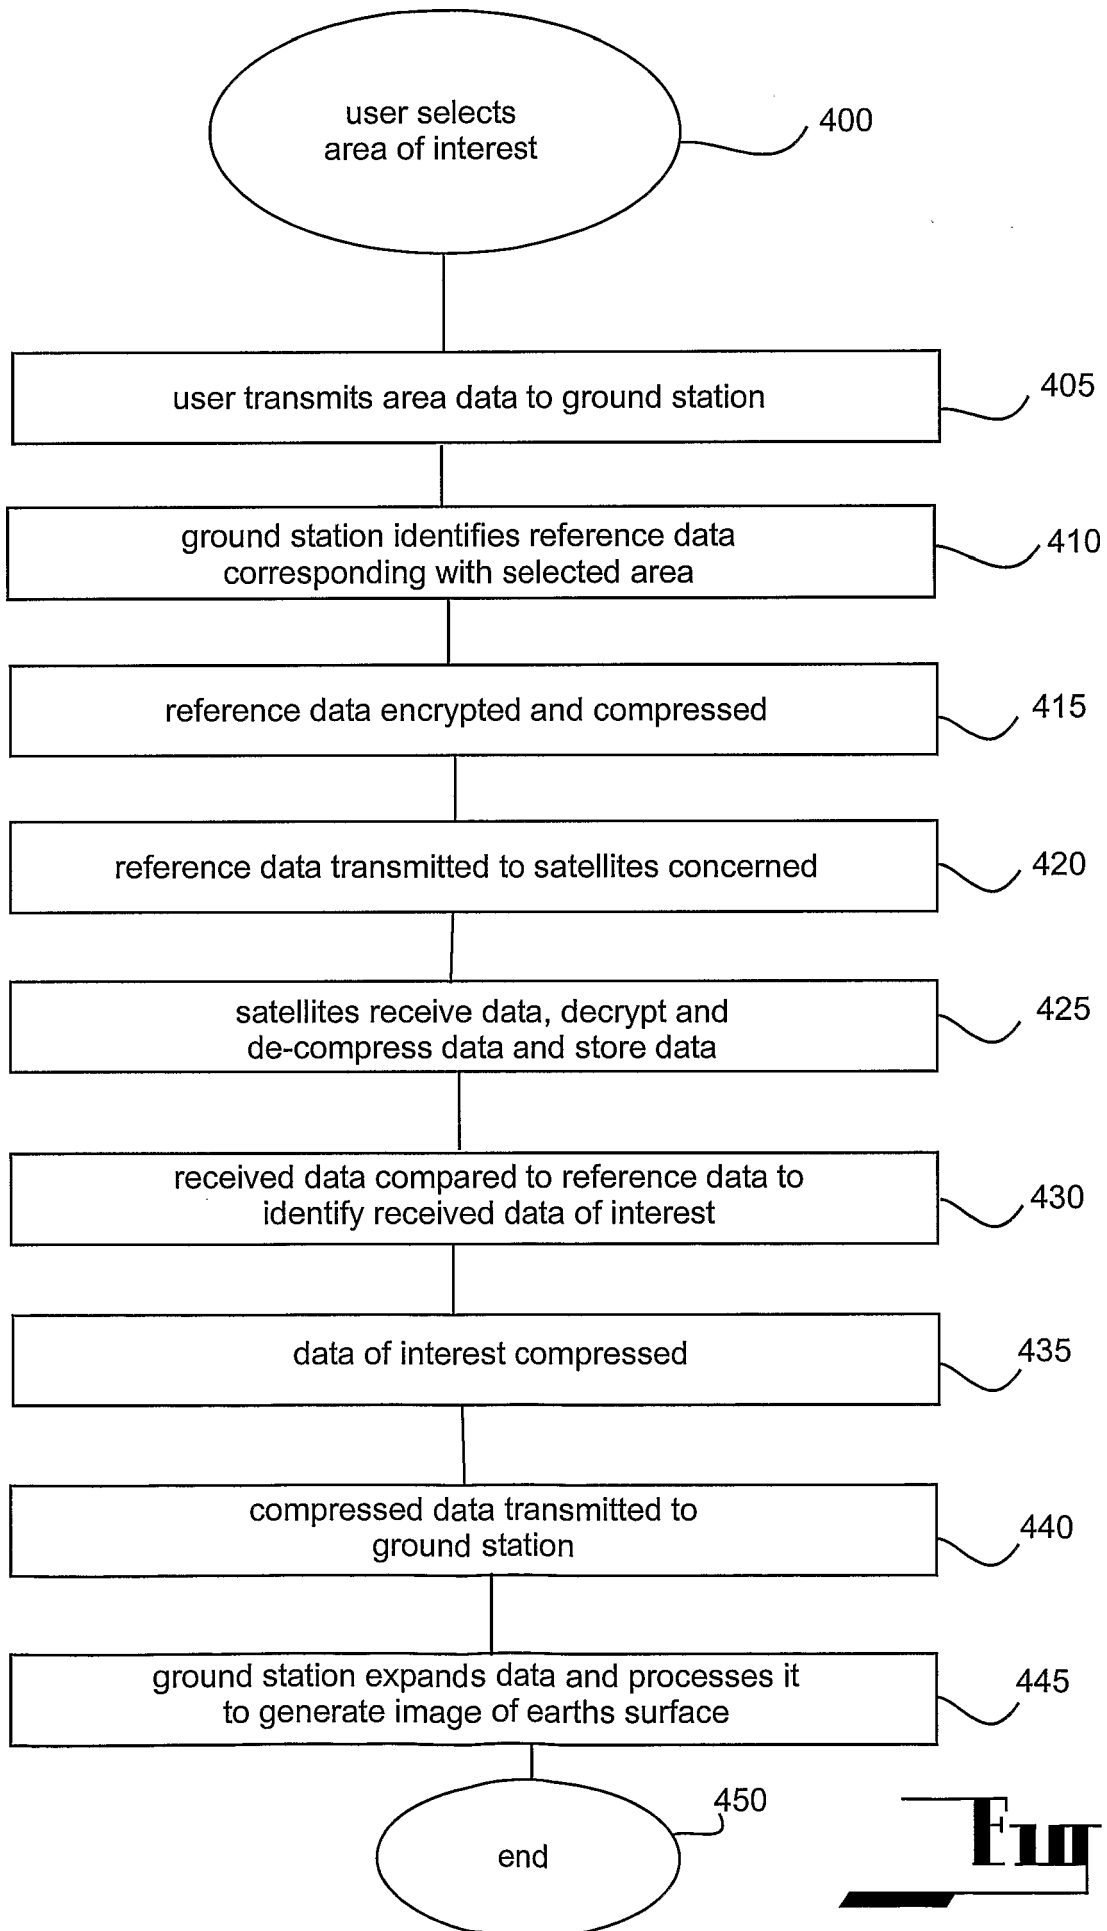 user selects
area of interest
400
user transmits area data to ground station
405
ground station identifies reference data
corresponding with selected area
410
reference data encrypted and compressed
415
reference data transmitted to satellites concerned
420
satellites receive data, decrypt and
de-compress data and store data
425
received data compared to reference data to
identify received data of interest
430
data of interest compressed
435
compressed data transmitted to
ground station
440
ground station expands data and processes it
to generate image of earths surface
445
450
end